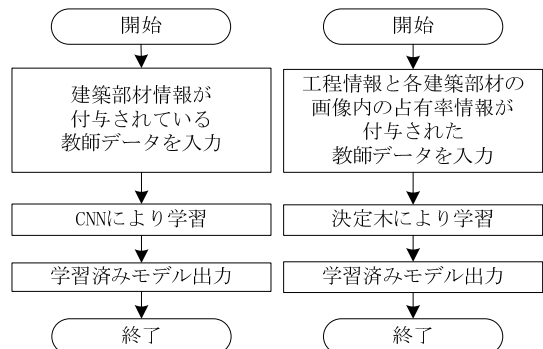 開始
建築部材情報が
付与されている
教師データを入力
CNNにより学習
学習済みモデル出力
終了
開始
工程情報と各建築部材の
画像内の占有率情報が
付与された
教師データを入力
決定木により学習
学習済みモデル出力
終了